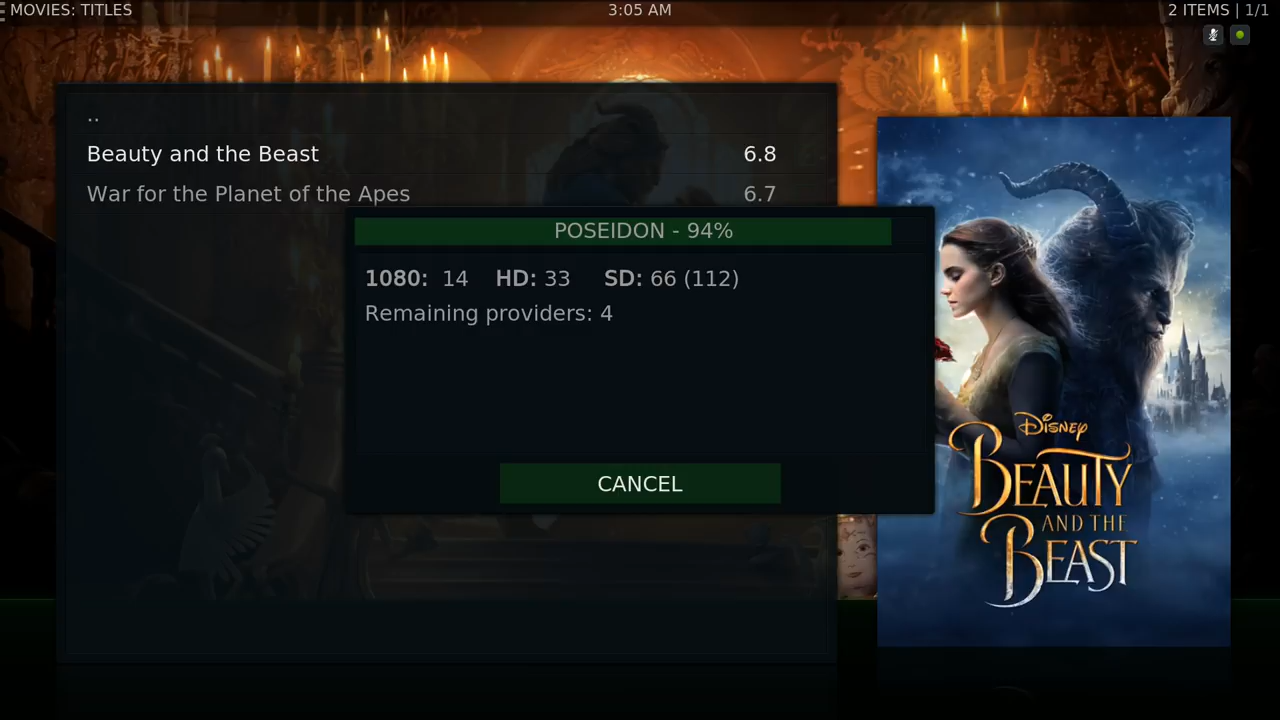 MOVIES: TITLES
3:05 AM
2 ITEMS | 1/1
..
Beauty and the Beast 6.8
War for the Planet of the Apes 6.7
POSEIDON - 94%
1080: 14 HD: 33 SD: 66 (112)
Remaining providers: 4
CANCEL
DISNEY
BEAUTY
AND THE
BEAST